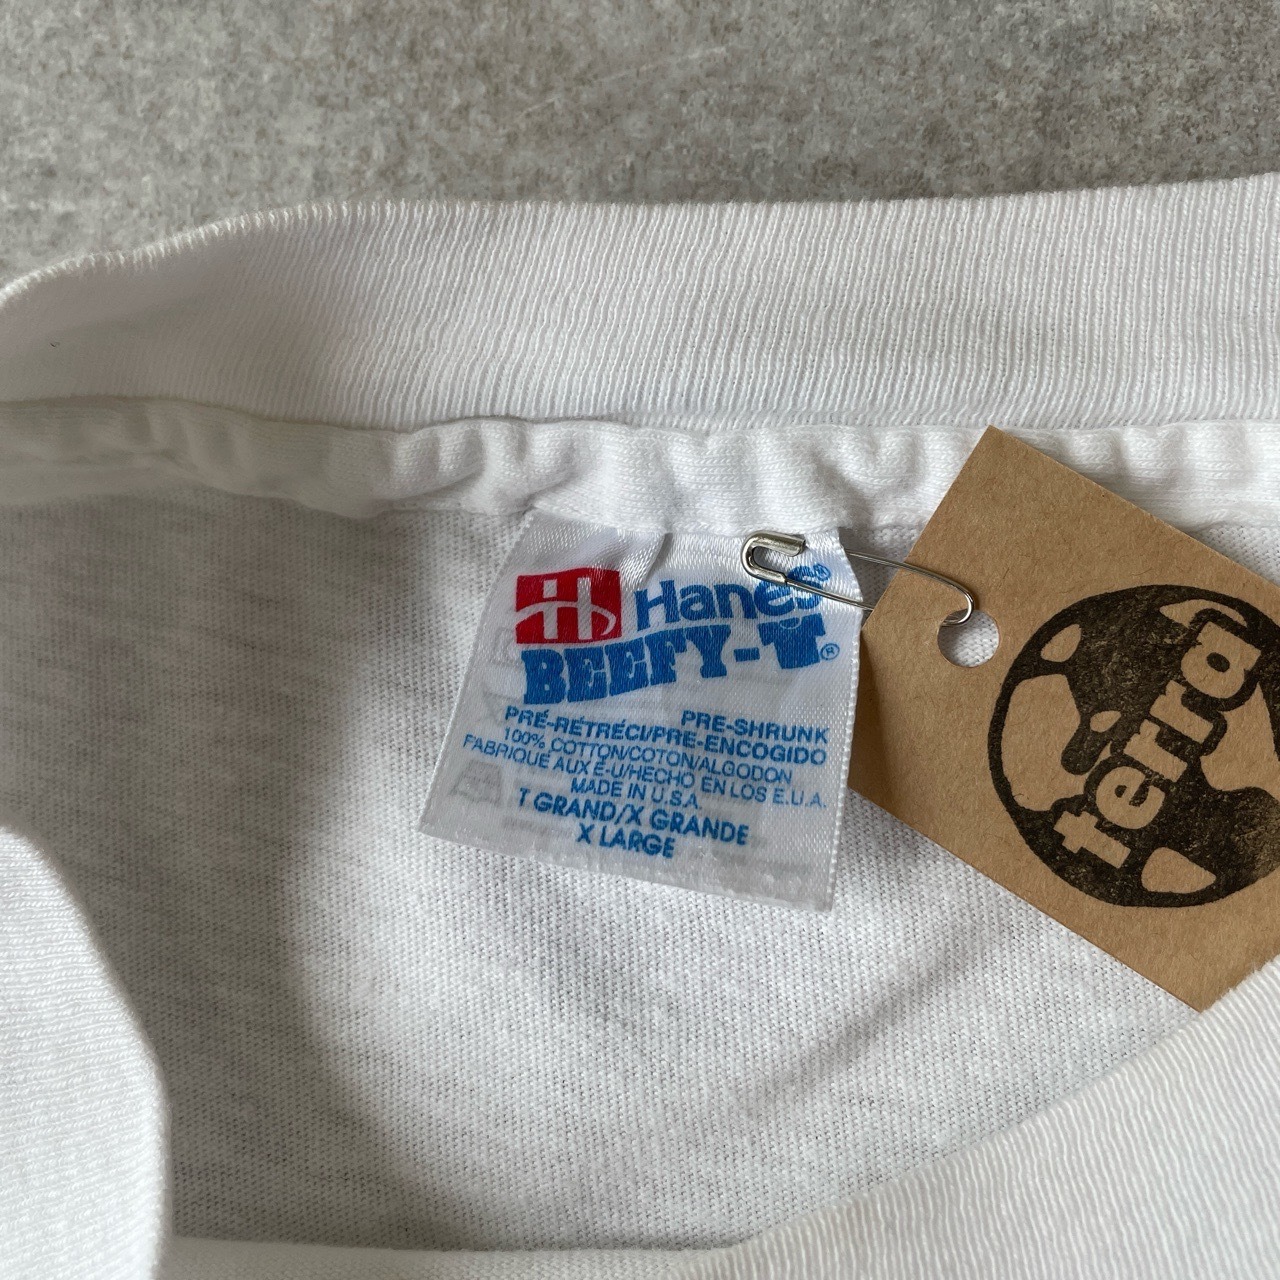 H Hanes®
BEEFY-T®
PRÉ-RÉTRÉCI/PRE-ENCOGIDO PRE-SHRUNK
100% COTTON/COTON/ALGODON
FABRIQUÉ AUX É-U/HECHO EN LOS E.U.A.
MADE IN U.S.A.
T GRAND/X GRANDE
X LARGE
terra